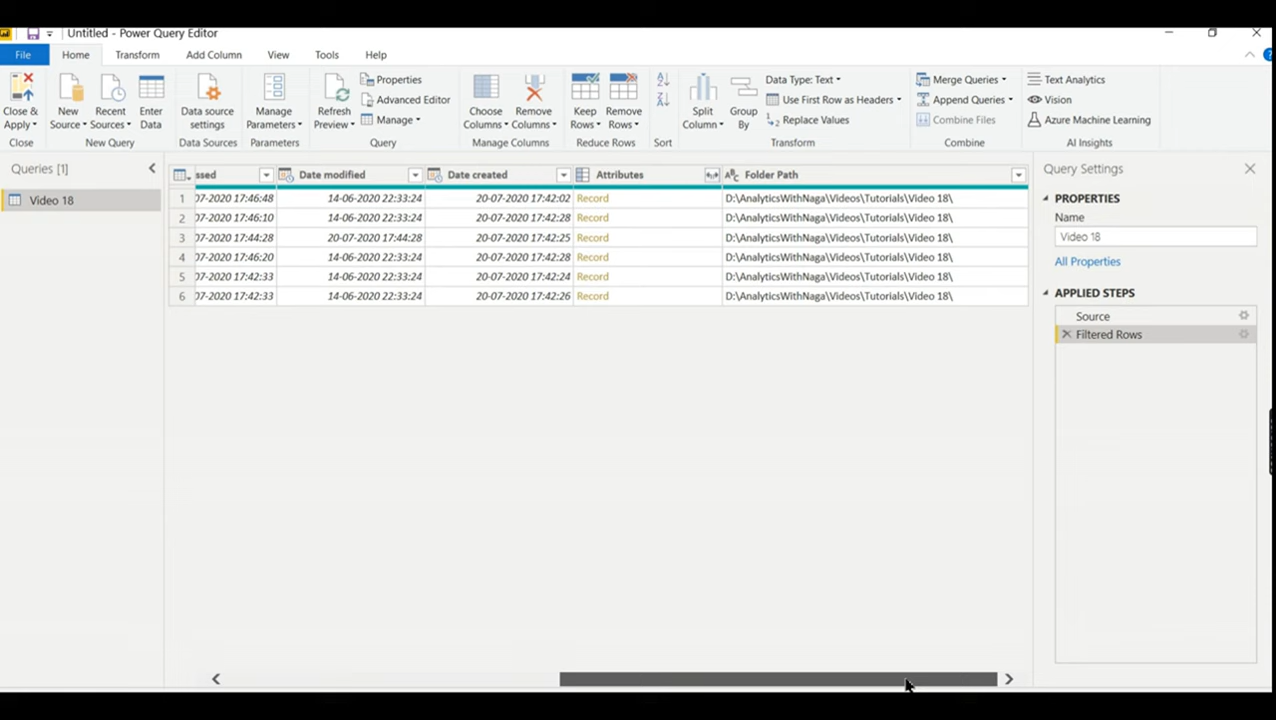 Untitled - Power Query Editor
File Home Transform Add Column View Tools Help
Close & Apply
New Source
Recent Sources
Enter Data
Data source settings
Manage Parameters
Refresh Preview
Properties
Advanced Editor
Manage
Choose Columns
Remove Columns
Keep Rows
Remove Rows
Split Column
Group By
Data Type: Text
Use First Row as Headers
Replace Values
Merge Queries
Append Queries
Combine Files
Text Analytics
Vision
Azure Machine Learning
Close New Query Data Sources Parameters Query Manage Columns Reduce Rows Sort Transform Combine AI Insights
Queries [1]
Video 18
ssed Date modified Date created Attributes Folder Path
1 07-2020 17:46:48 14-06-2020 22:33:24 20-07-2020 17:42:02 Record D:\AnalyticsWithNaga\Videos\Tutorials\Video 18\
2 07-2020 17:46:10 14-06-2020 22:33:24 20-07-2020 17:42:28 Record D:\AnalyticsWithNaga\Videos\Tutorials\Video 18\
3 07-2020 17:44:28 20-07-2020 17:44:28 20-07-2020 17:42:25 Record D:\AnalyticsWithNaga\Videos\Tutorials\Video 18\
4 07-2020 17:46:20 14-06-2020 22:33:24 20-07-2020 17:42:28 Record D:\AnalyticsWithNaga\Videos\Tutorials\Video 18\
5 07-2020 17:42:33 14-06-2020 22:33:24 20-07-2020 17:42:24 Record D:\AnalyticsWithNaga\Videos\Tutorials\Video 18\
6 07-2020 17:42:33 14-06-2020 22:33:24 20-07-2020 17:42:26 Record D:\AnalyticsWithNaga\Videos\Tutorials\Video 18\
Query Settings
PROPERTIES
Name
Video 18
All Properties
APPLIED STEPS
Source
Filtered Rows